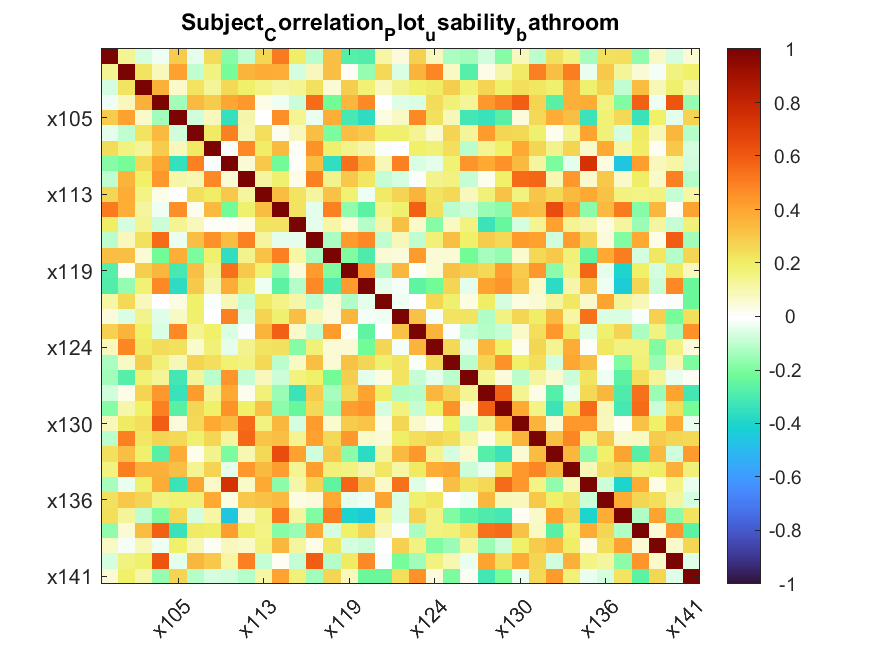 Subject_Correlation_Plot_usability_bathroom
x105
x113
x119
x124
x130
x136
x141
x105
x113
x119
x124
x130
x136
x141
1
0.8
0.6
0.4
0.2
0
-0.2
-0.4
-0.6
-0.8
-1